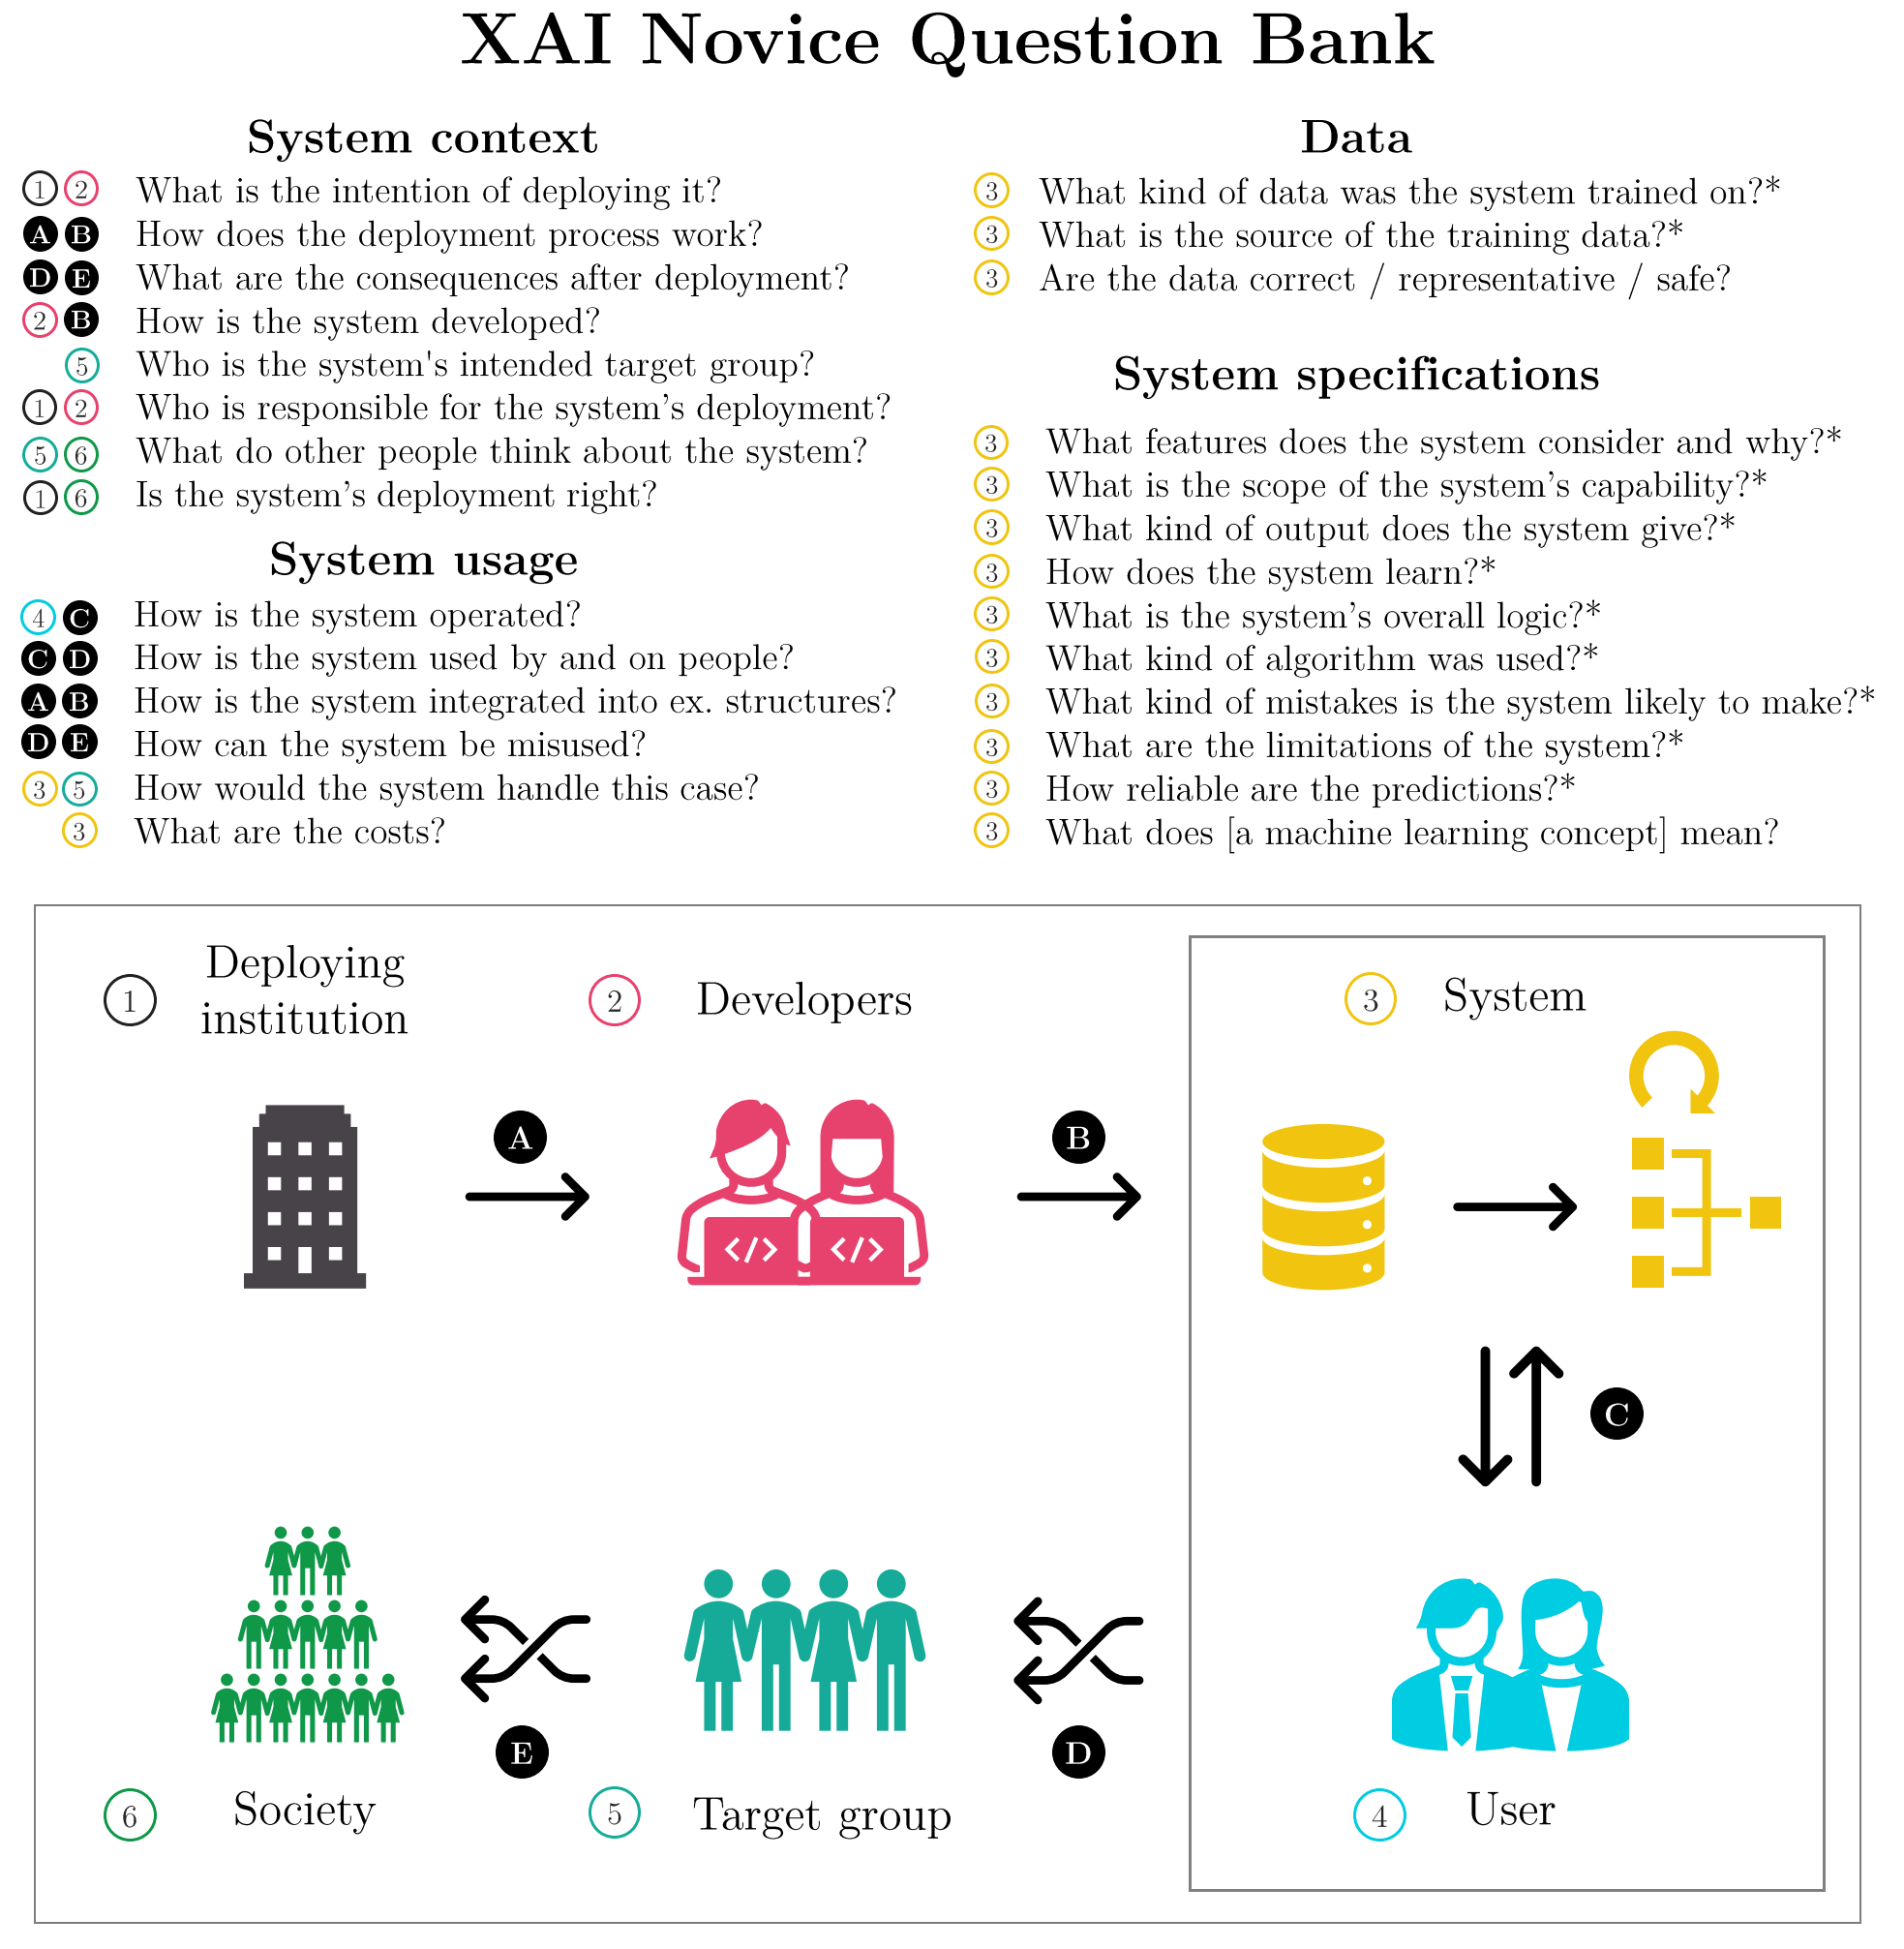 XAI Novice Question Bank
System context
1 2 What is the intention of deploying it?
A B How does the deployment process work?
D E What are the consequences after deployment?
2 B How is the system developed?
5 Who is the system's intended target group?
1 2 Who is responsible for the system's deployment?
5 6 What do other people think about the system?
1 6 Is the system's deployment right?
System usage
4 C How is the system operated?
C D How is the system used by and on people?
A B How is the system integrated into ex. structures?
D E How can the system be misused?
3 5 How would the system handle this case?
3 What are the costs?
Data
3 What kind of data was the system trained on?*
3 What is the source of the training data?*
3 Are the data correct / representative / safe?
System specifications
3 What features does the system consider and why?*
3 What is the scope of the system's capability?*
3 What kind of output does the system give?*
3 How does the system learn?*
3 What is the system's overall logic?*
3 What kind of algorithm was used?*
3 What kind of mistakes is the system likely to make?*
3 What are the limitations of the system?*
3 How reliable are the predictions?*
3 What does [a machine learning concept] mean?
1 Deploying
institution
2 Developers
3 System
A
B
</> </>
C
E
D
6 Society
5 Target group
4 User